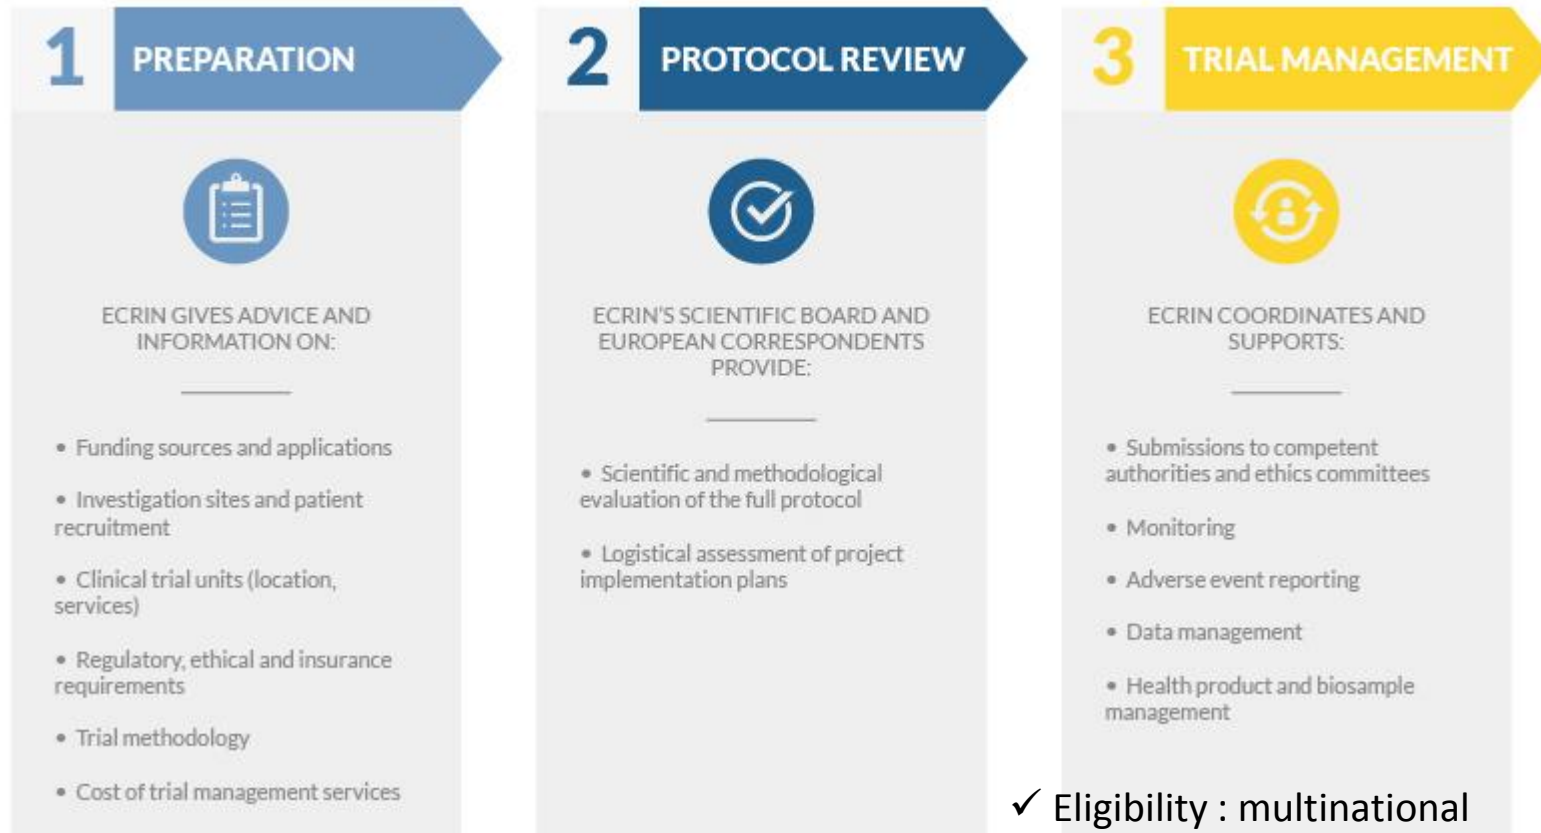 1 PREPARATION
ECRIN GIVES ADVICE AND
INFORMATION ON:
• Funding sources and applications
• Investigation sites and patient
recruitment
• Clinical trial units (location,
services)
• Regulatory, ethical and insurance
requirements
• Trial methodology
• Cost of trial management services
2 PROTOCOL REVIEW
ECRIN'S SCIENTIFIC BOARD AND
EUROPEAN CORRESPONDENTS
PROVIDE:
• Scientific and methodological
evaluation of the full protocol
• Logistical assessment of project
implementation plans
3 TRIAL MANAGEMENT
ECRIN COORDINATES AND
SUPPORTS:
• Submissions to competent
authorities and ethics committees
• Monitoring
• Adverse event reporting
• Data management
• Health product and biosample
management
✓ Eligibility : multinational